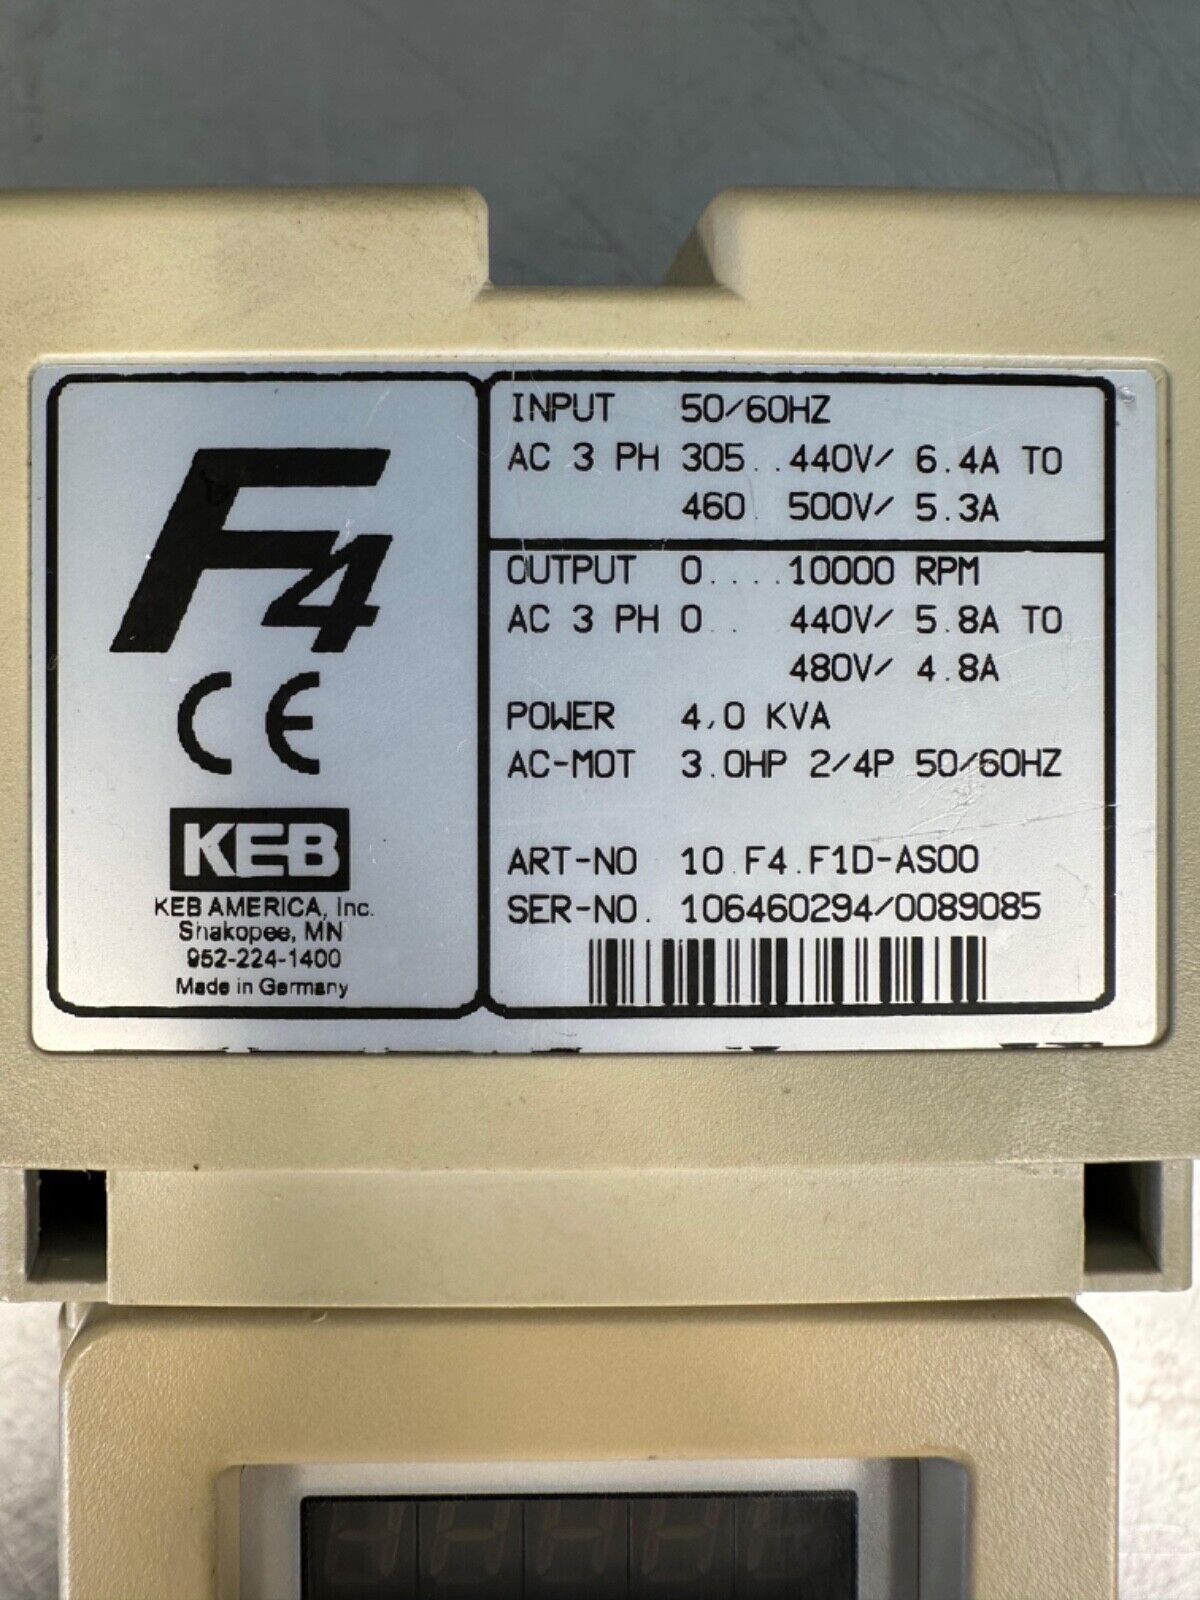 F4
CE
KEB
KEB AMERICA, Inc.
Shakopee, MN
952-224-1400
Made in Germany
INPUT 50/60HZ
AC 3 PH 305..440V/ 6.4A TO
460. 500V/ 5.3A
OUTPUT 0....10000 RPM
AC 3 PH 0.. 440V/ 5.8A TO
480V/ 4.8A
POWER 4,0 KVA
AC-MOT 3.0HP 2/4P 50/60HZ
ART-NO 10.F4.F1D-AS00
SER-NO. 106460294/0089085